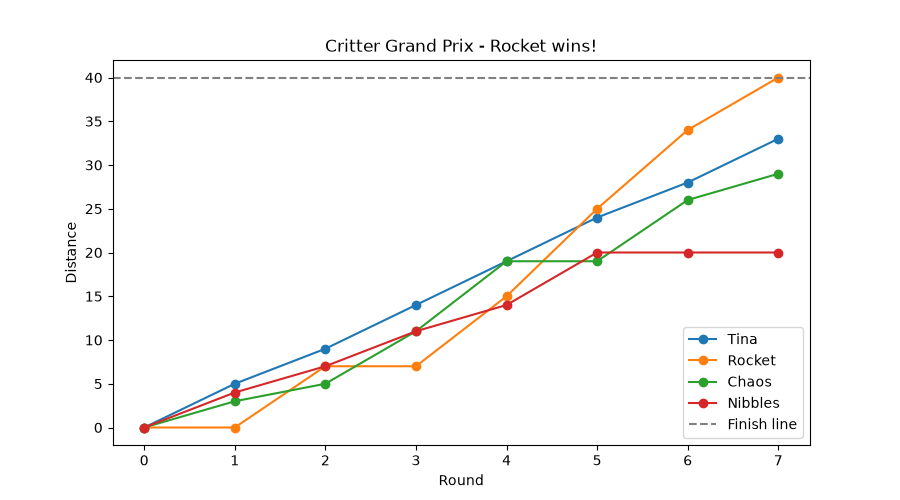 Critter Grand Prix - Rocket wins!
Distance
40
35
30
25
20
15
10
5
0
0 1 2 3 4 5 6 7
Round
Tina
Rocket
Chaos
Nibbles
Finish line